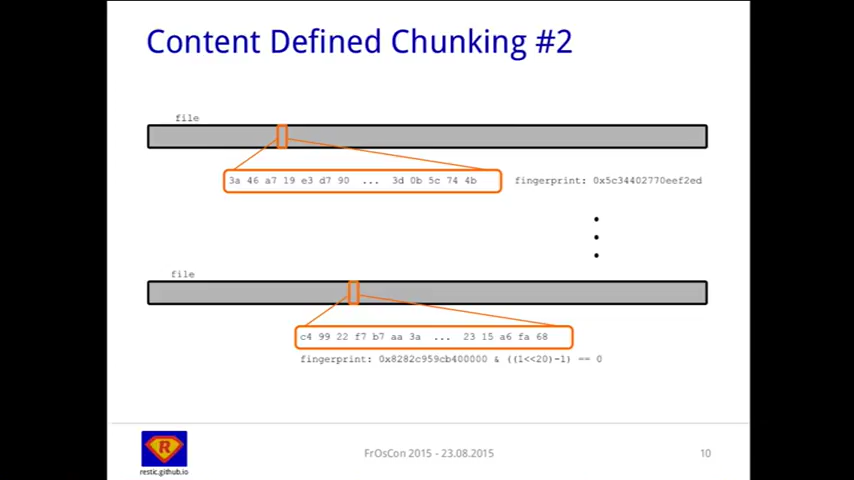 Content Defined Chunking #2
file
3a 46 a7 19 e3 d7 90 ... 3d 0b 5c 74 4b fingerprint: 0x5c34402770eef2ed
file
c4 99 22 f7 b7 aa 3a ... 23 15 a6 fa 68
fingerprint: 0x8282c959cb400000 & ((1<<20)-1) == 0
R
restic.github.io
FrOsCon 2015 - 23.08.2015
10